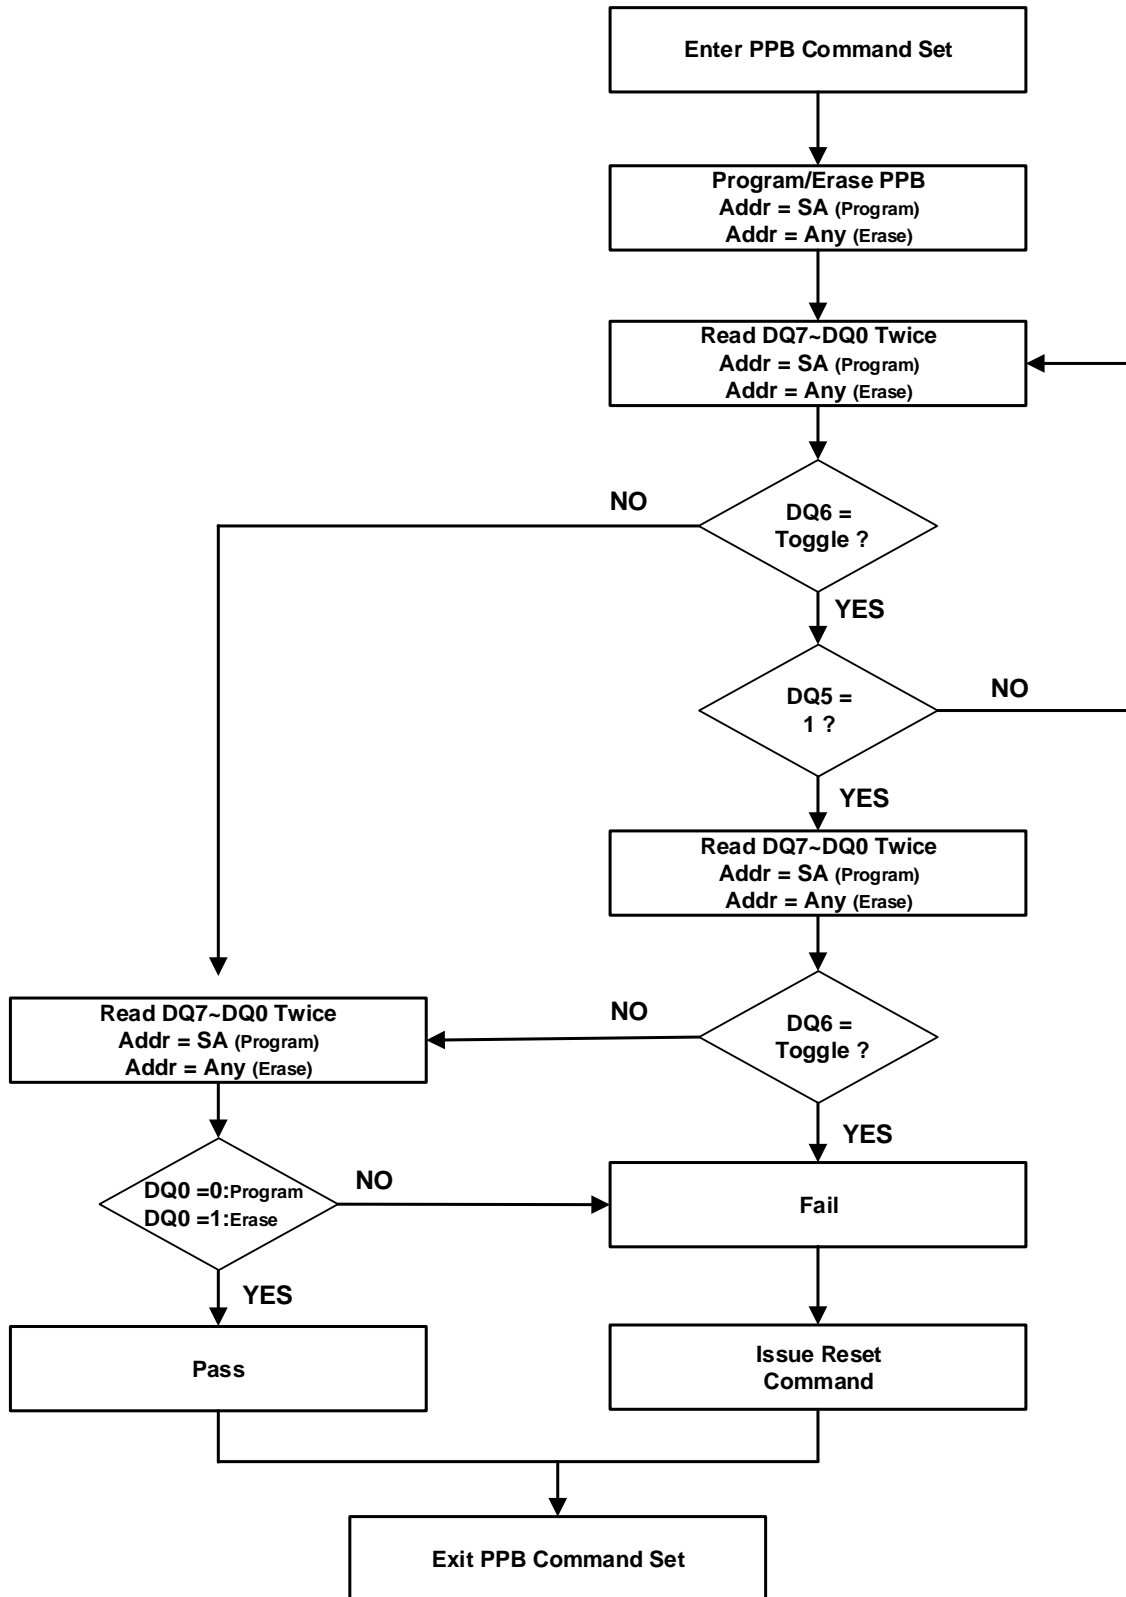 Enter PPB Command Set
Program/Erase PPB
Addr = SA (Program)
Addr = Any (Erase)
Read DQ7~DQ0 Twice
Addr = SA (Program)
Addr = Any (Erase)
NO
DQ6 =
Toggle ?
YES
DQ5 =
1 ?
NO
YES
Read DQ7~DQ0 Twice
Addr = SA (Program)
Addr = Any (Erase)
Read DQ7~DQ0 Twice
Addr = SA (Program)
Addr = Any (Erase)
NO
DQ6 =
Toggle ?
YES
DQ0 =0:Program
DQ0 =1:Erase
NO
Fail
YES
Pass
Issue Reset
Command
Exit PPB Command Set